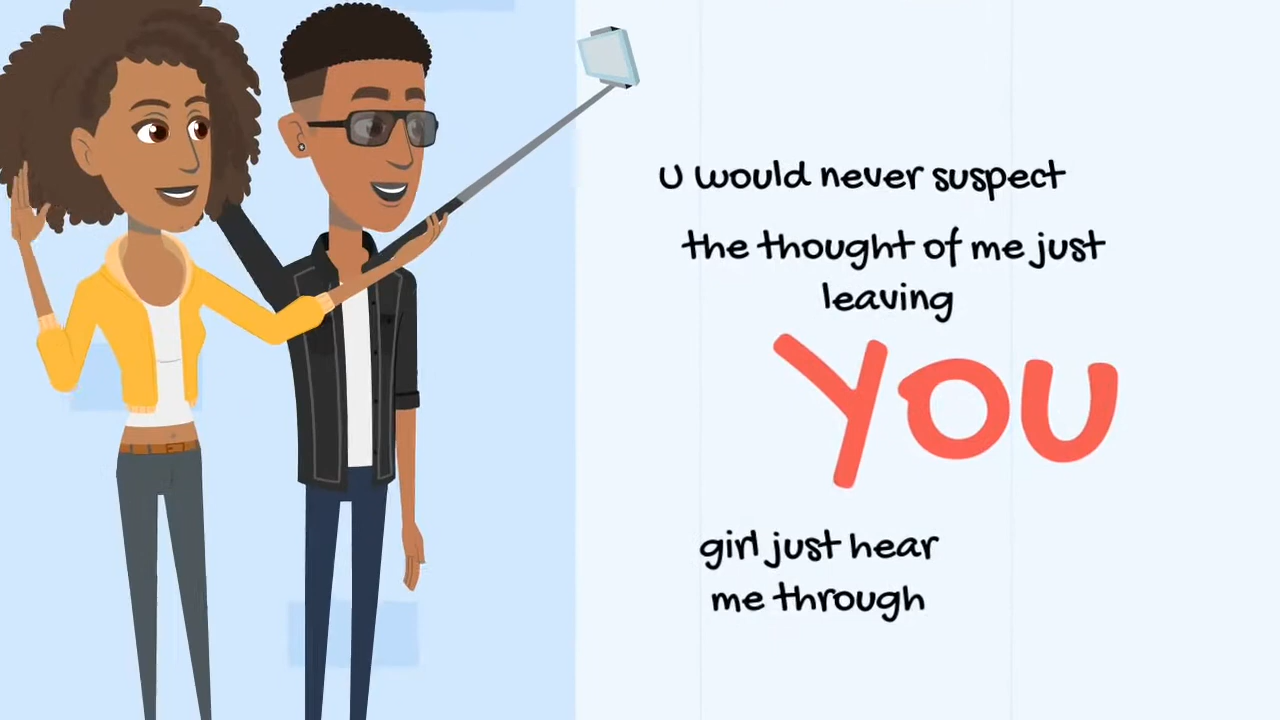 U would never suspect
the thought of me just
leaving
YOU
girl just hear
me through